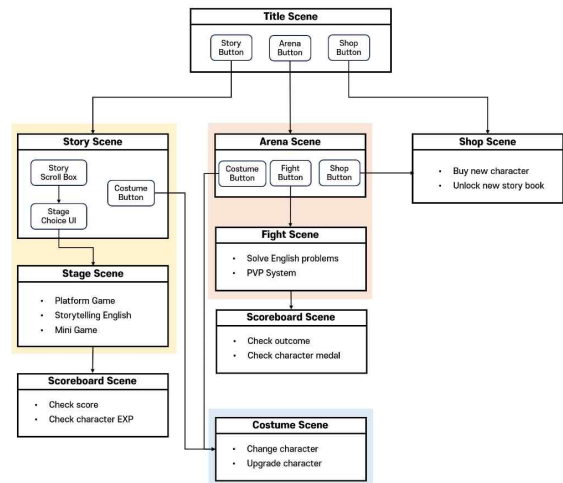 Title Scene
Story
Button
Arena
Button
Shop
Button
Story Scene
Story
Scroll Box
Costume
Button
Stage
Choice UI
Arena Scene
Costume
Button
Fight
Button
Shop
Button
Shop Scene
• Buy new character
• Unlock new story book
Stage Scene
• Platform Game
• Storytelling English
• Mini Game
Fight Scene
• Solve English problems
• PVP System
Scoreboard Scene
• Check score
• Check character EXP
Scoreboard Scene
• Check outcome
• Check character medal
Costume Scene
• Change character
• Upgrade character